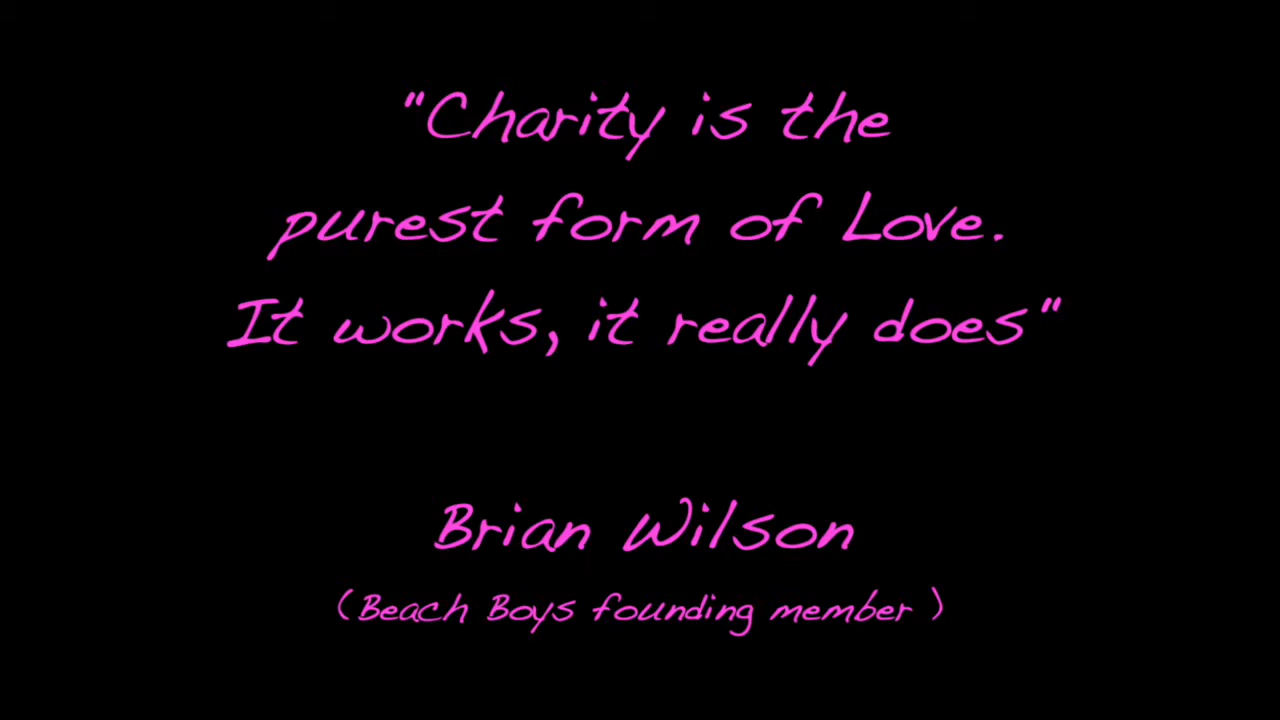 "Charity is the
purest form of Love.
It works, it really does"
Brian Wilson
(Beach Boys founding member )